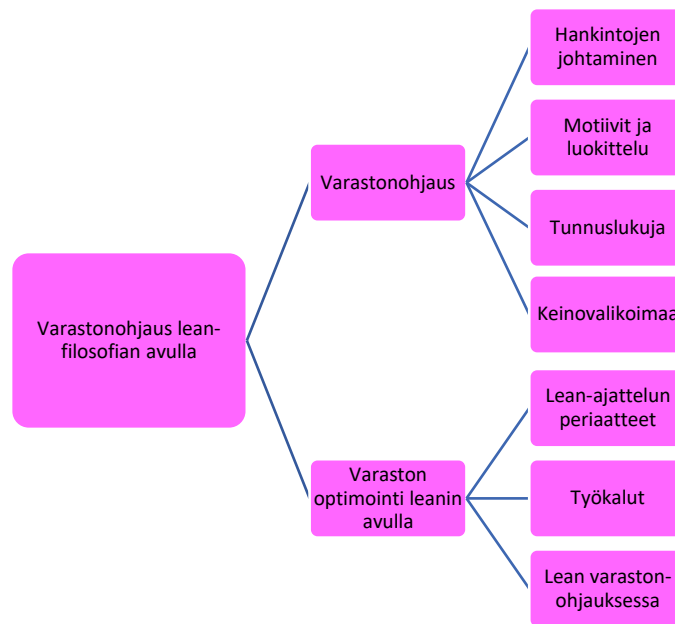 Varastonohjaus lean-
filosofian avulla
Varastonohjaus
Hankintojen
johtaminen
Motiivit ja
luokittelu
Tunnuslukuja
Keinovalikoimaa
Varaston
optimointi leanin
avulla
Lean-ajattelun
periaatteet
Työkalut
Lean varaston-
ohjauksessa